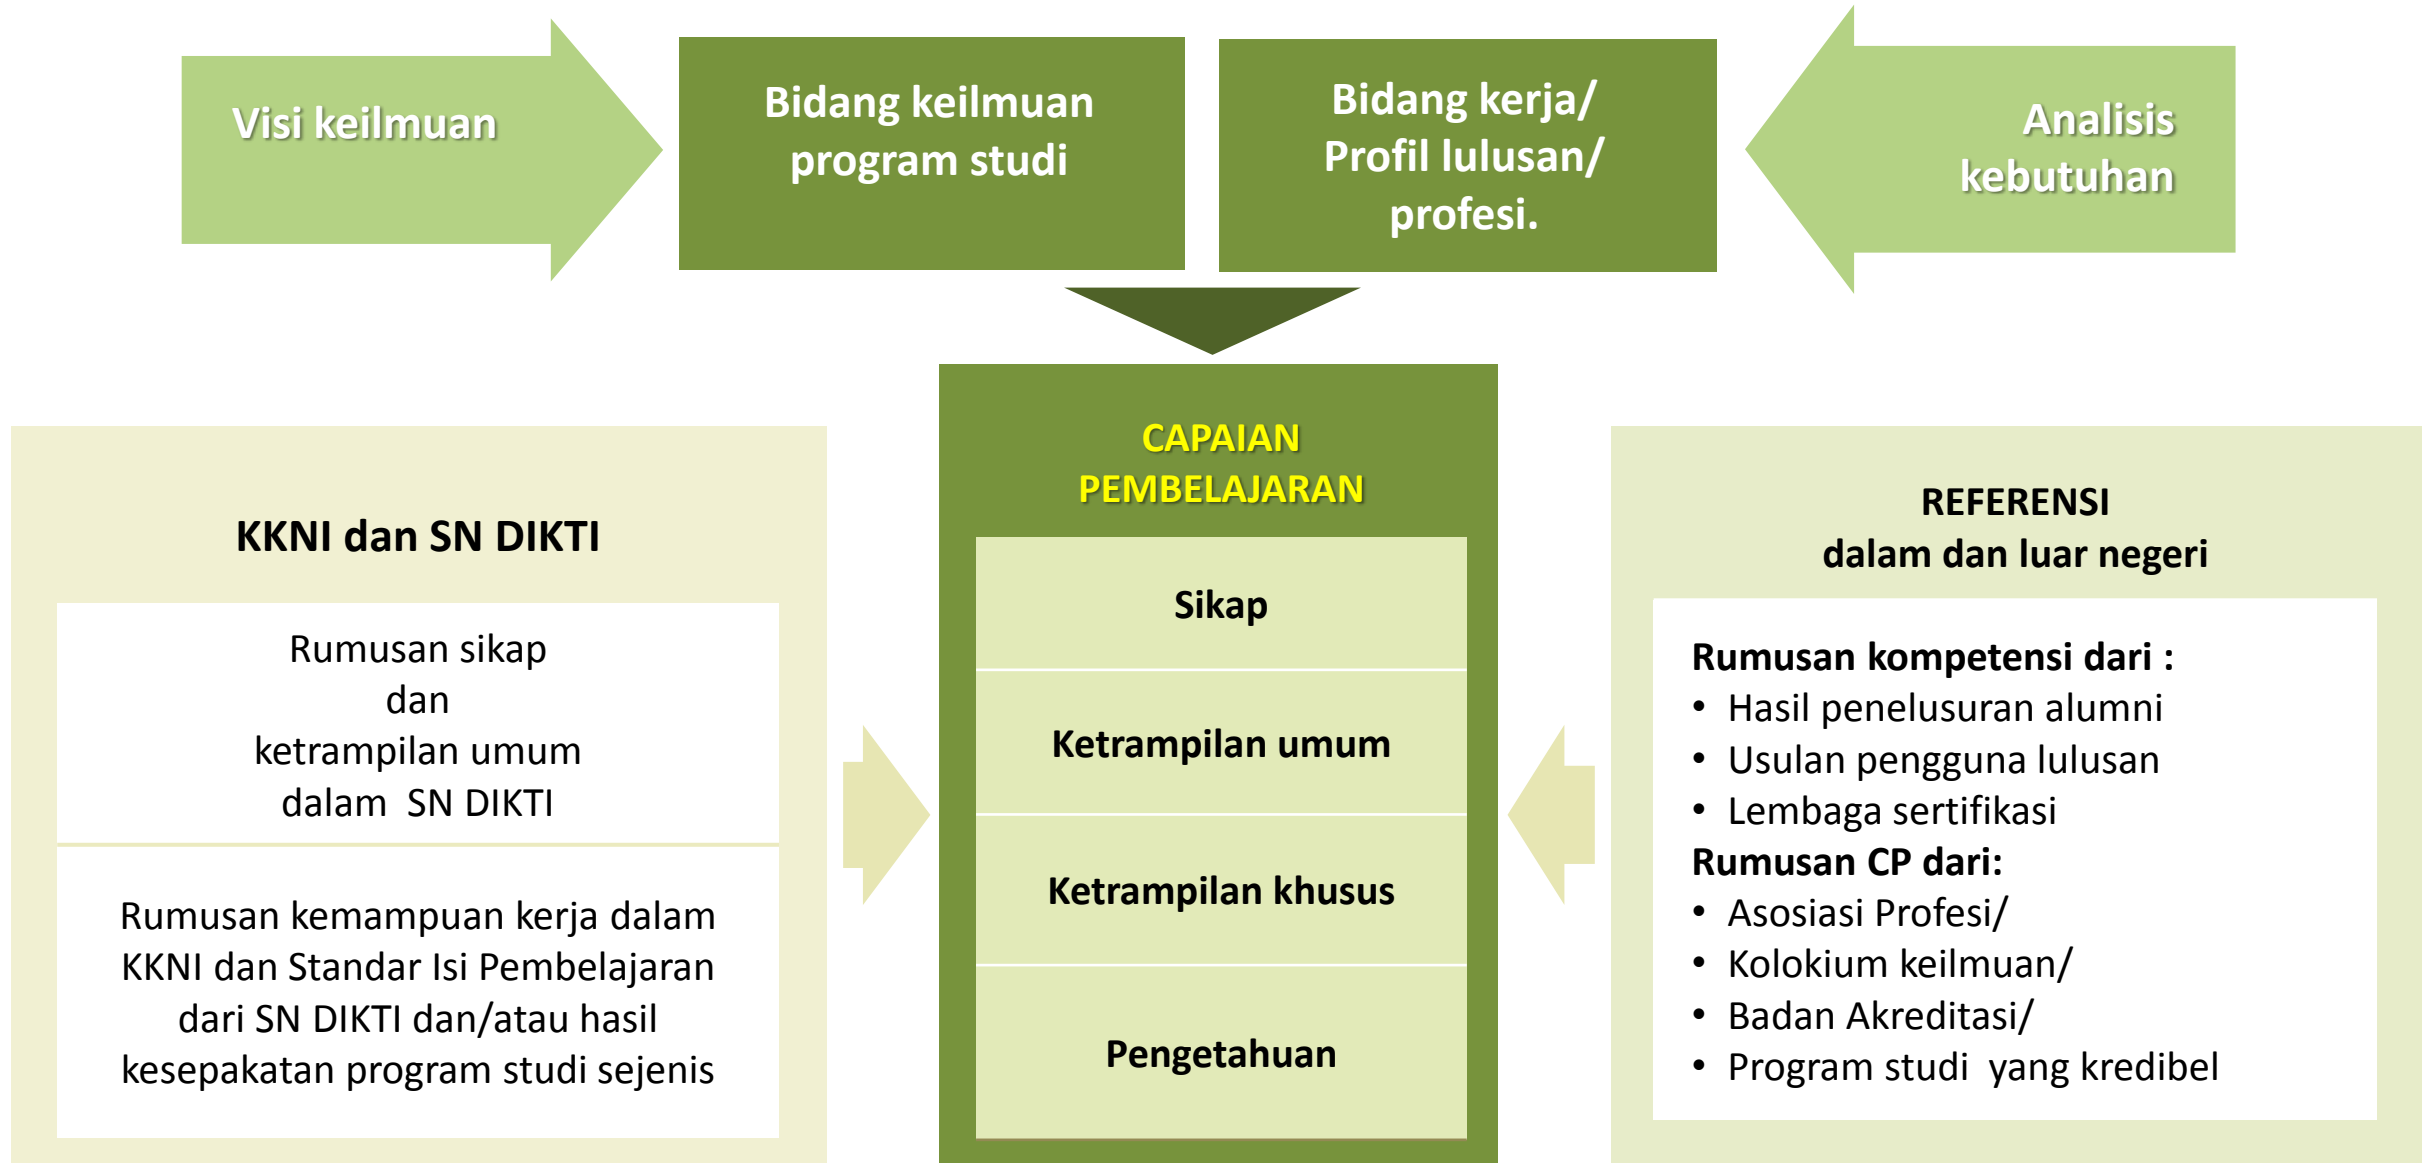 Visi keilmuan
Bidang keilmuan
program studi
Bidang kerja/
Profil lulusan/
profesi.
Analisis
kebutuhan
KKNI dan SN DIKTI
Rumusan sikap
dan
ketrampilan umum
dalam  SN DIKTI
Rumusan kemampuan kerja dalam
KKNI dan Standar Isi Pembelajaran
dari SN DIKTI dan/atau hasil
kesepakatan program studi sejenis
CAPAIAN
PEMBELAJARAN
Sikap
Ketrampilan umum
Ketrampilan khusus
Pengetahuan
REFERENSI
dalam dan luar negeri
Rumusan kompetensi dari :
• Hasil penelusuran alumni
• Usulan pengguna lulusan
• Lembaga sertifikasi
Rumusan CP dari:
• Asosiasi Profesi/
• Kolokium keilmuan/
• Badan Akreditasi/
• Program studi  yang kredibel